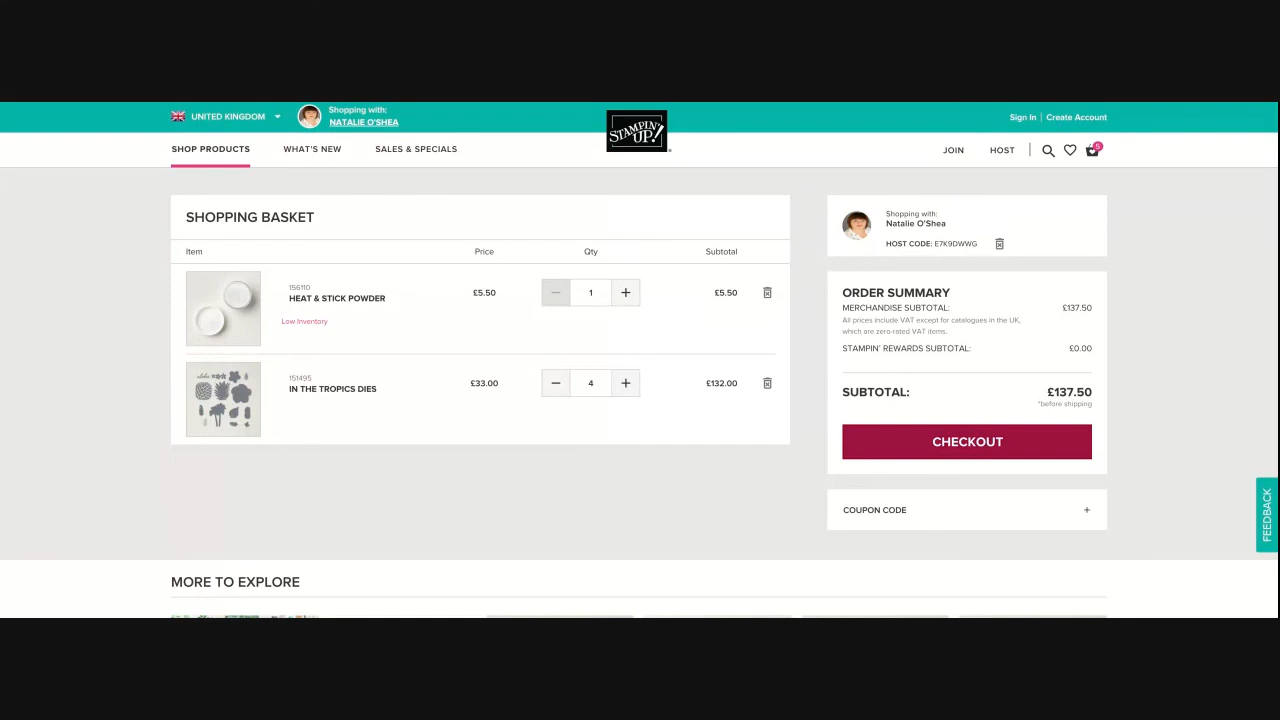 UNITED KINGDOM
Shopping with:
NATALIE O'SHEA
STAMPIN' UP!
Sign In | Create Account
SHOP PRODUCTS
WHAT'S NEW
SALES & SPECIALS
JOIN
HOST
5
SHOPPING BASKET
Item Price Qty Subtotal
156110
HEAT & STICK POWDER
£5.50 − 1 + £5.50
Low Inventory
151495
IN THE TROPICS DIES
£33.00 − 4 + £132.00
Shopping with:
Natalie O'Shea
HOST CODE: E7K9DWWG
ORDER SUMMARY
MERCHANDISE SUBTOTAL: £137.50
All prices include VAT except for catalogues in the UK,
which are zero-rated VAT items.
STAMPIN' REWARDS SUBTOTAL: £0.00
SUBTOTAL: £137.50
*before shipping
CHECKOUT
COUPON CODE +
FEEDBACK
MORE TO EXPLORE